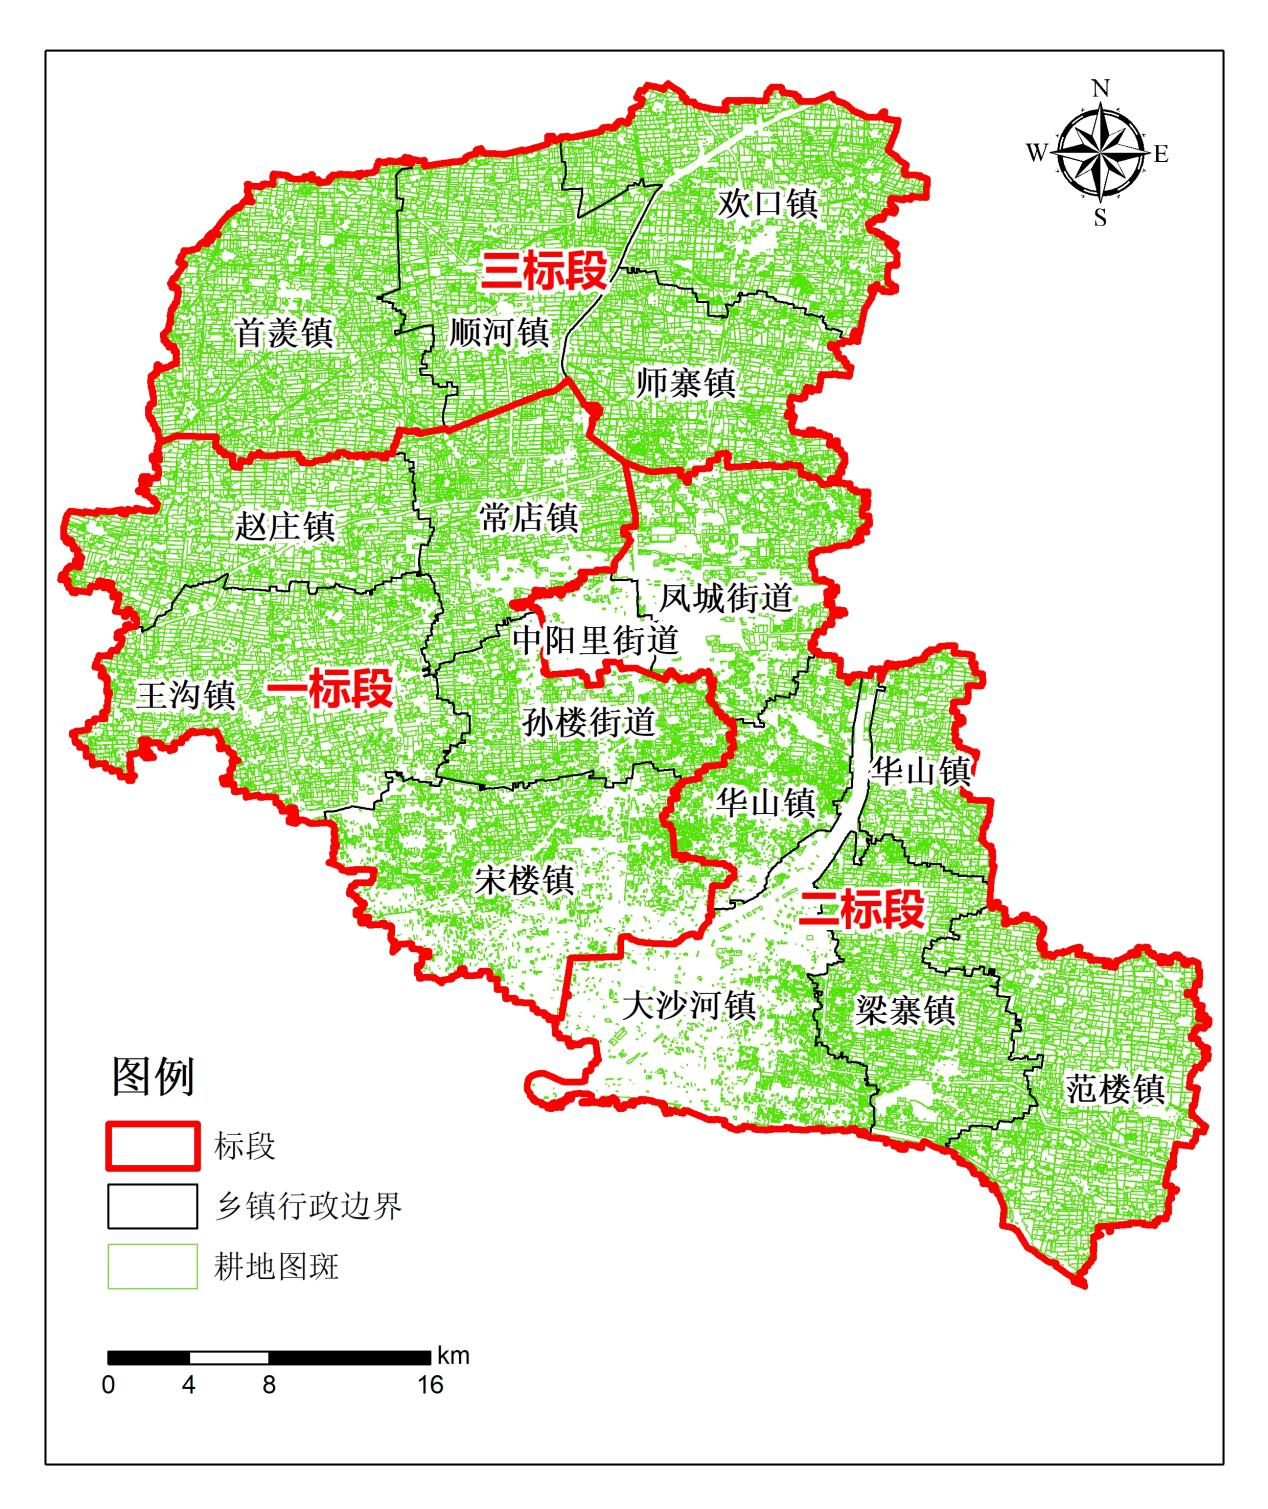 N
W
E
S
欢口镇
三标段
首羡镇
顺河镇
师寨镇
赵庄镇
常店镇
凤城街道
中阳里街道
王沟镇
一标段
孙楼街道
华山镇
华山镇
宋楼镇
二标段
大沙河镇
梁寨镇
范楼镇
图例
标段
乡镇行政边界
耕地图斑
km
0 4 8 16